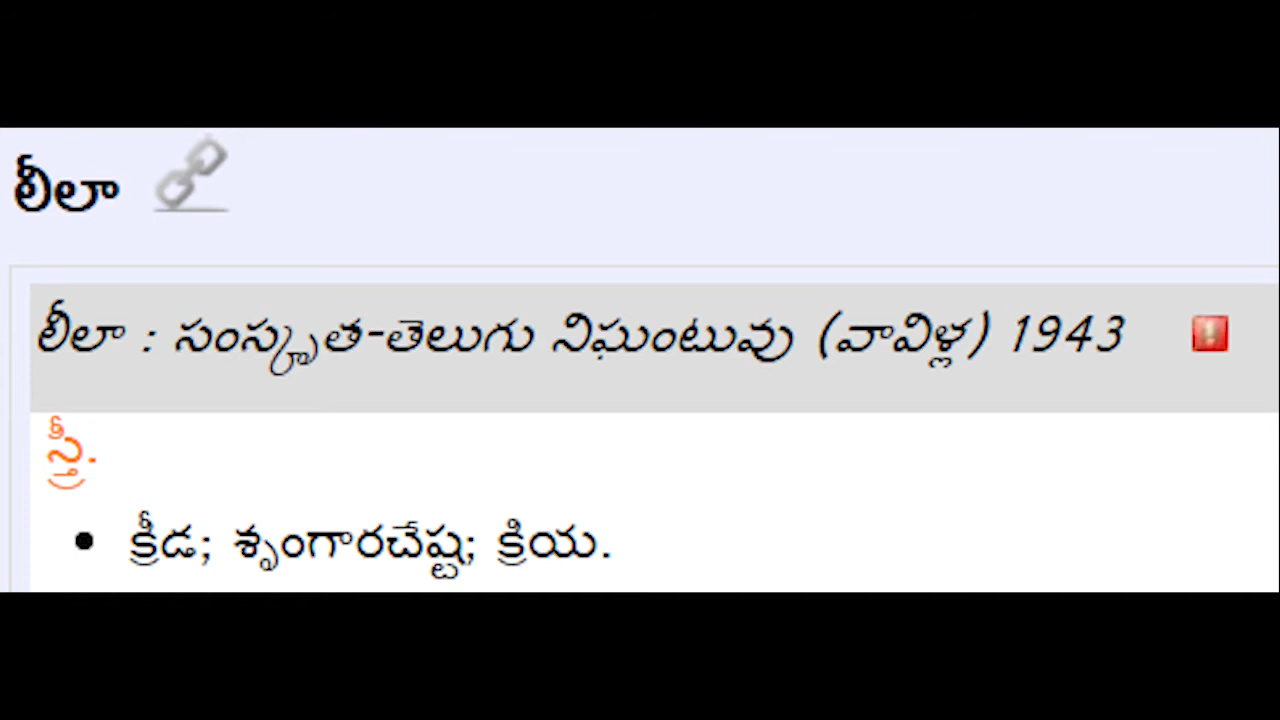 లీలా
లీలా : సంస్కృత-తెలుగు నిఘంటువు (వావిళ్ల) 1943
స్త్రీ.
• క్రీడ; శృంగారచేష్ట; క్రియ.